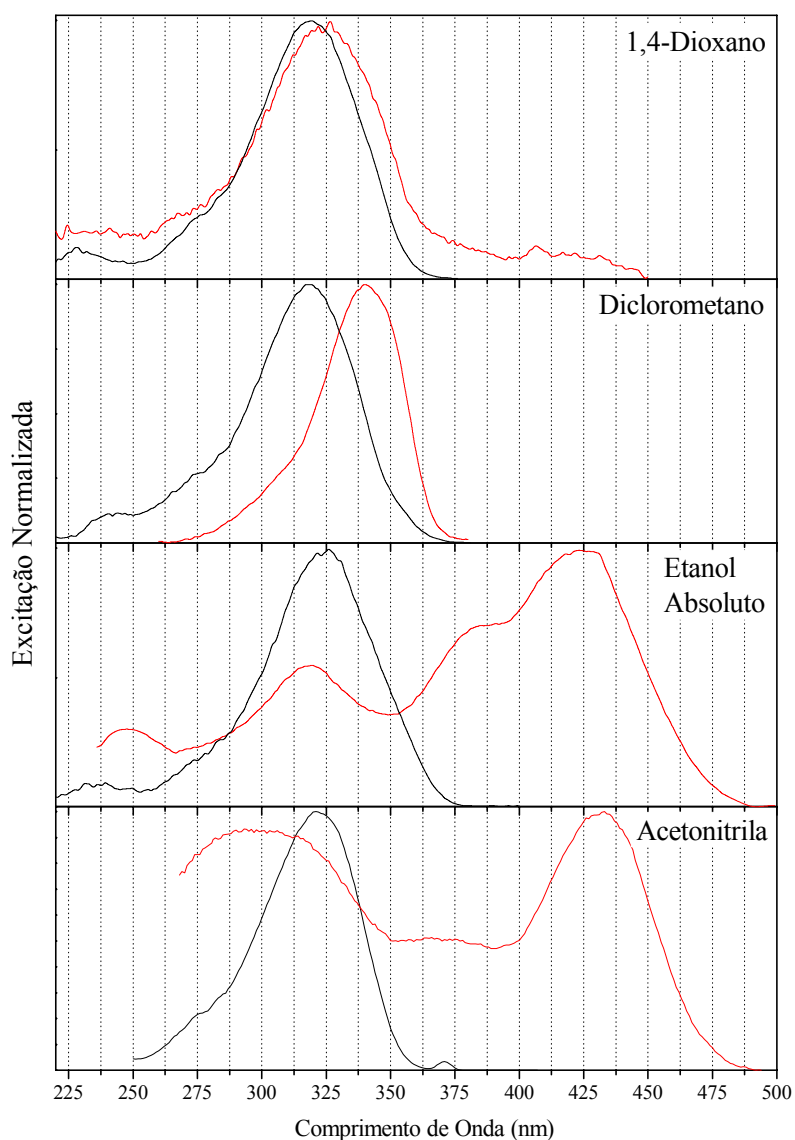 1,4-Dioxano
Diclorometano
Etanol
Absoluto
Acetonitrila
Excitação Normalizada
225 250 275 300 325 350 375 400 425 450 475 500
Comprimento de Onda (nm)